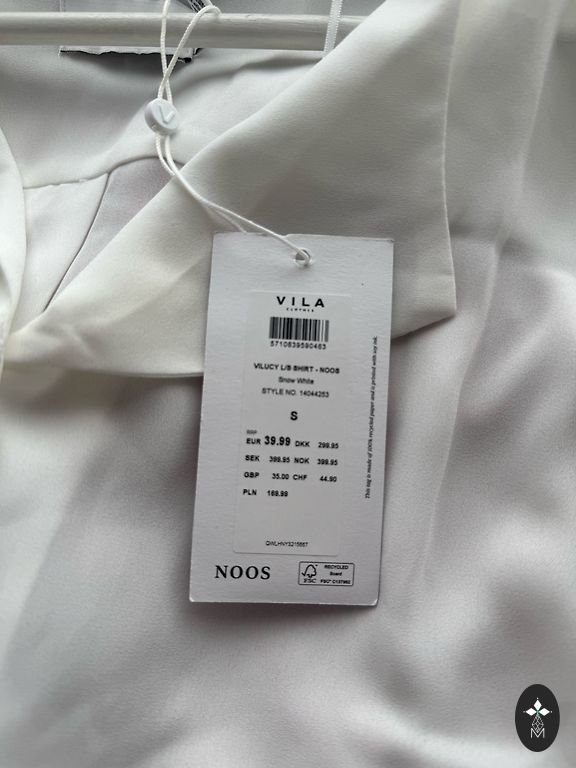 VILA
CLOTHES
5710839590463
VILUCY L/S SHIRT - NOOS
Snow White
STYLE NO. 14044253
S
RRP
EUR 39.99 DKK 299.95
SEK 399.95 NOK 399.95
GBP 35.00 CHF 44.90
PLN 169.99
This tag is made of 100% recycled paper and is printed with soy ink.
NOOS
FSC
RECYCLED
Board
FSC® C137982
M